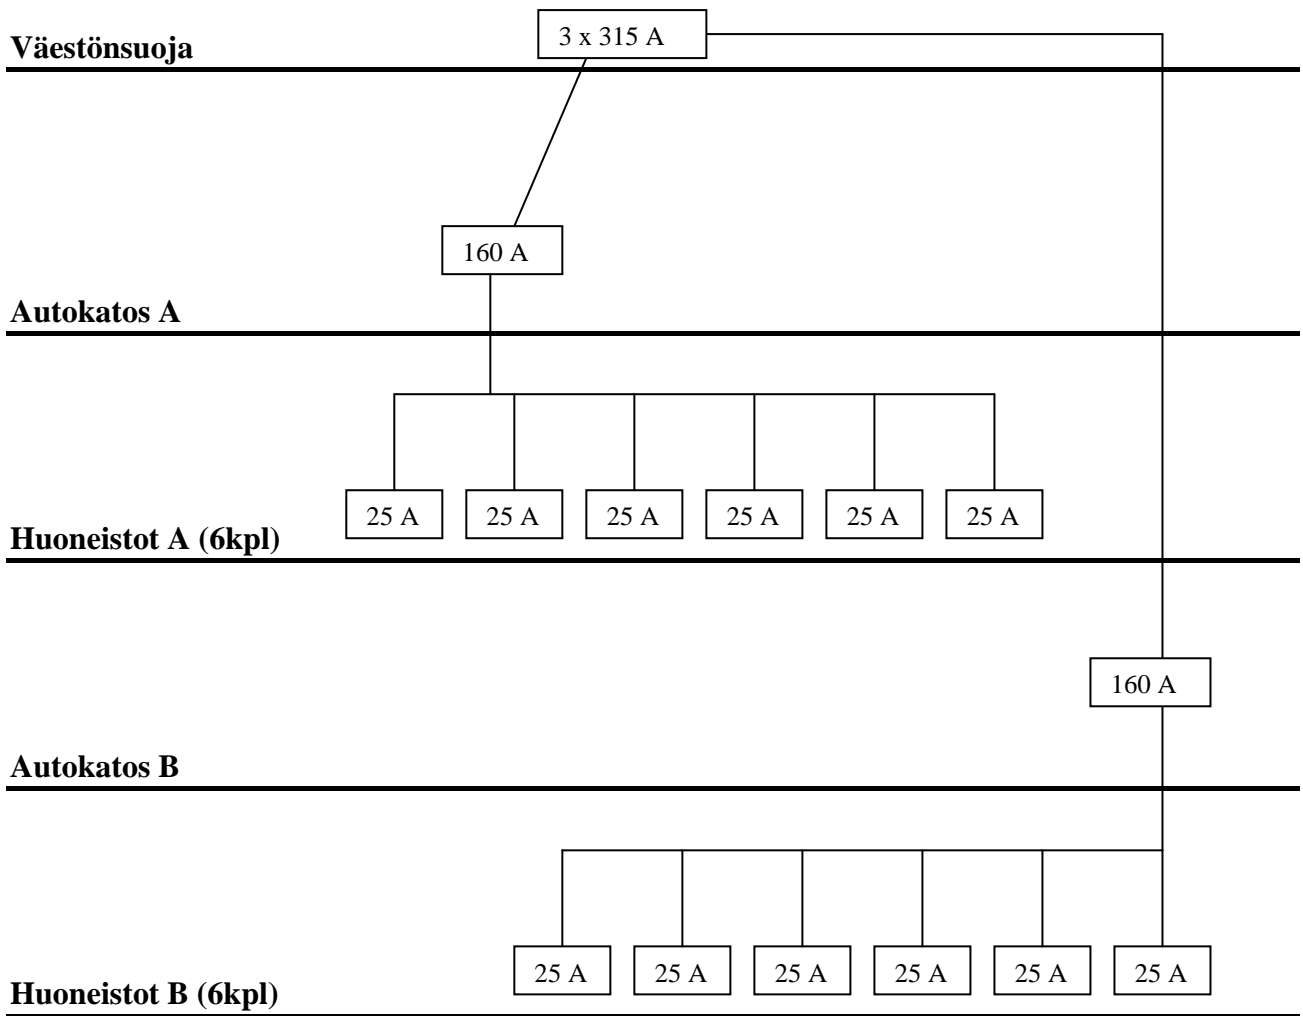 3 x 315 A
Väestönsuoja
160 A
Autokatos A
25 A 25 A 25 A 25 A 25 A 25 A
Huoneistot A (6kpl)
160 A
Autokatos B
25 A 25 A 25 A 25 A 25 A 25 A
Huoneistot B (6kpl)